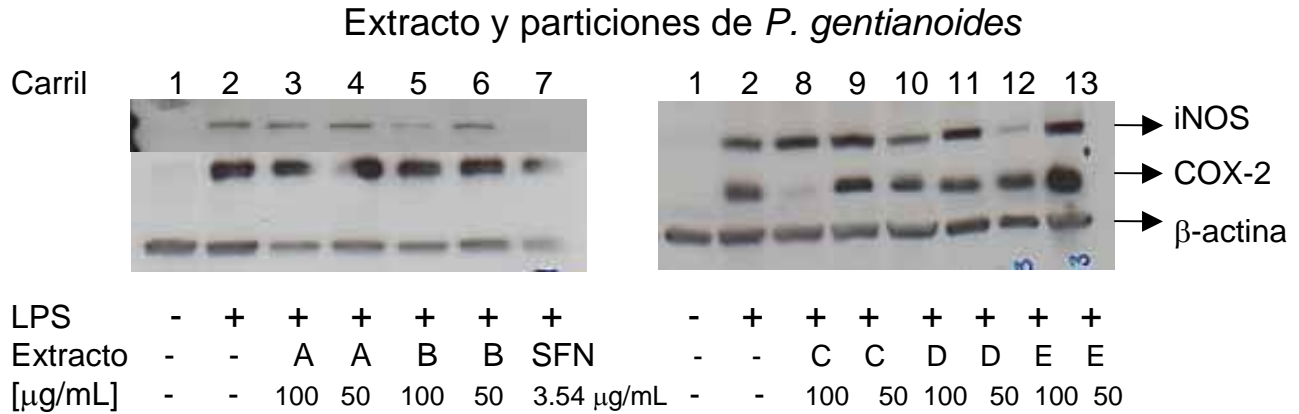 Extracto y particiones de P. gentianoides
Carril 1 2 3 4 5 6 7 1 2 8 9 10 11 12 13
iNOS
COX-2
β-actina
3 3
LPS - + + + + + + - + + + + + + +
Extracto - - A A B B SFN - - C C D D E E
[μg/mL] - - 100 50 100 50 3.54 μg/mL - - 100 50 100 50 100 50